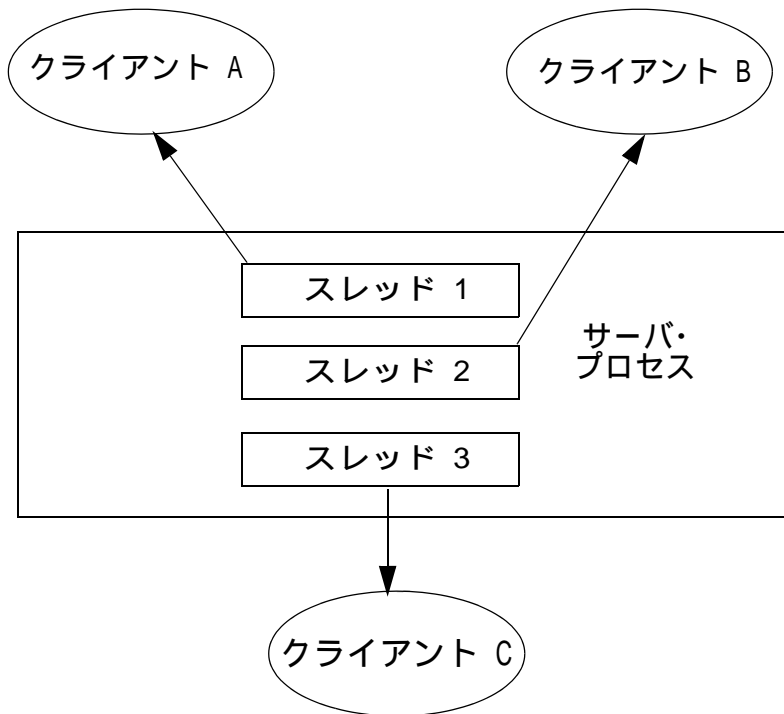 クライアント A
クライアント B
スレッド 1
サーバ・
プロセス
スレッド 2
スレッド 3
クライアント C